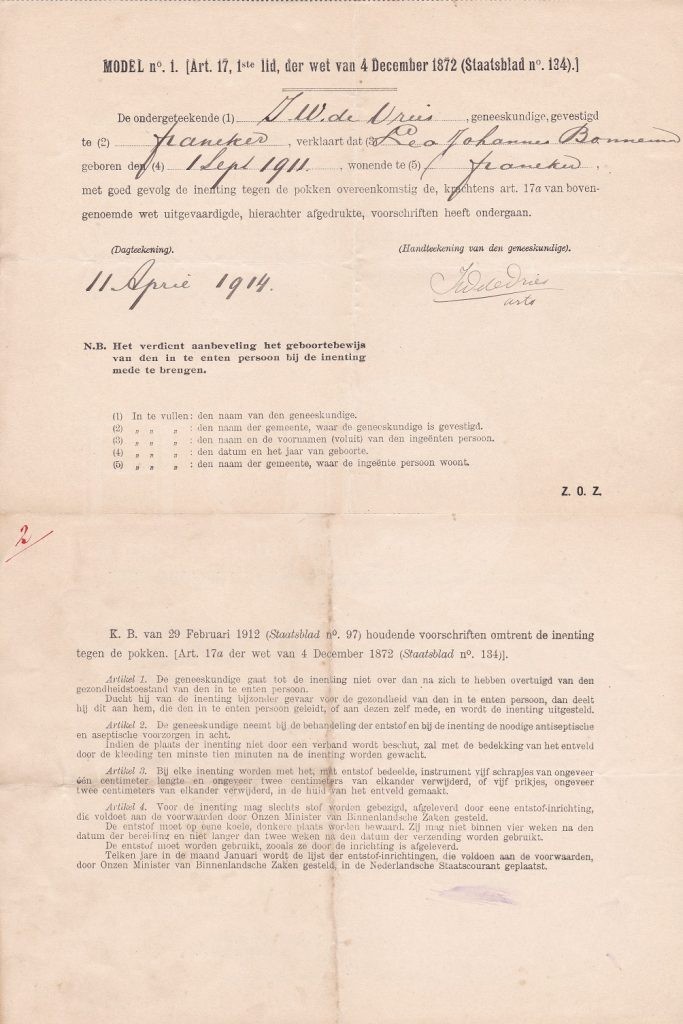 MODEL nº. 1. [Art. 17, 1ste lid, der wet van 4 December 1872 (Staatsblad nº. 134).]
De ondergeteekende (1) J. W. de Vries, geneeskundige, gevestigd
te (2) franeker, verklaart dat (3) Leo Johannes Bonnema
geboren den (4) 1 Sept 1911, wonende te (5) franeker,
met goed gevolg de inenting tegen de pokken overeenkomstig de, krachtens art. 17a van boven-
genoemde wet uitgevaardigde, hierachter afgedrukte, voorschriften heeft ondergaan.
(Dagteekening). (Handteekening van den geneeskundige).
11 April 1914. JWdeVries
arts
N.B. Het verdient aanbeveling het geboortebewijs
van den in te enten persoon bij de inenting
mede te brengen.
(1) In te vullen: den naam van den geneeskundige.
(2) „ „ „ : den naam der gemeente, waar de geneeskundige is gevestigd.
(3) „ „ „ : den naam en de voornamen (voluit) van den ingeënten persoon.
(4) „ „ „ : den datum en het jaar van geboorte.
(5) „ „ „ : den naam der gemeente, waar de ingeënte persoon woont.
Z. O. Z.
2
K. B. van 29 Februari 1912 (Staatsblad nº. 97) houdende voorschriften omtrent de inenting
tegen de pokken. [Art. 17a der wet van 4 December 1872 (Staatsblad nº. 134)].
Artikel 1. De geneeskundige gaat tot de inenting niet over dan na zich te hebben overtuigd van den
gezondheidstoestand van den in te enten persoon.
Ducht hij van de inenting bijzonder gevaar voor de gezondheid van den in te enten persoon, dan deelt
hij dit aan hem, die den in te enten persoon geleidt, of aan dezen zelf mede, en wordt de inenting uitgesteld.
Artikel 2. De geneeskundige neemt bij de behandeling der entstof en bij de inenting de noodige antiseptische
en aseptische voorzorgen in acht.
Indien de plaats der inenting niet door een verband wordt beschut, zal met de bedekking van het entveld
door de kleeding ten minste tien minuten na de inenting worden gewacht.
Artikel 3. Bij elke inenting worden met het, met entstof bedeelde, instrument vijf schrapjes van ongeveer
één centimeter lengte en ongeveer twee centimeters van elkander verwijderd, of vijf prikjes, ongeveer
twee centimeters van elkander verwijderd, in de huid van het entveld gemaakt.
Artikel 4. Voor de inenting mag slechts stof worden gebezigd, afgeleverd door eene entstof-inrichting,
die voldoet aan de voorwaarden door Onzen Minister van Binnenlandsche Zaken gesteld.
De entstof moet op eene koele, donkere plaats worden bewaard. Zij mag niet binnen vier weken na den
datum der bereiding en niet langer dan twee weken na den datum der verzending worden gebruikt.
De entstof moet worden gebruikt, zooals ze door de inrichting is afgeleverd.
Telken jare in de maand Januari wordt de lijst der entstof-inrichtingen, die voldoen aan de voorwaarden,
door Onzen Minister van Binnenlandsche Zaken gesteld, in de Nederlandsche Staatscourant geplaatst.